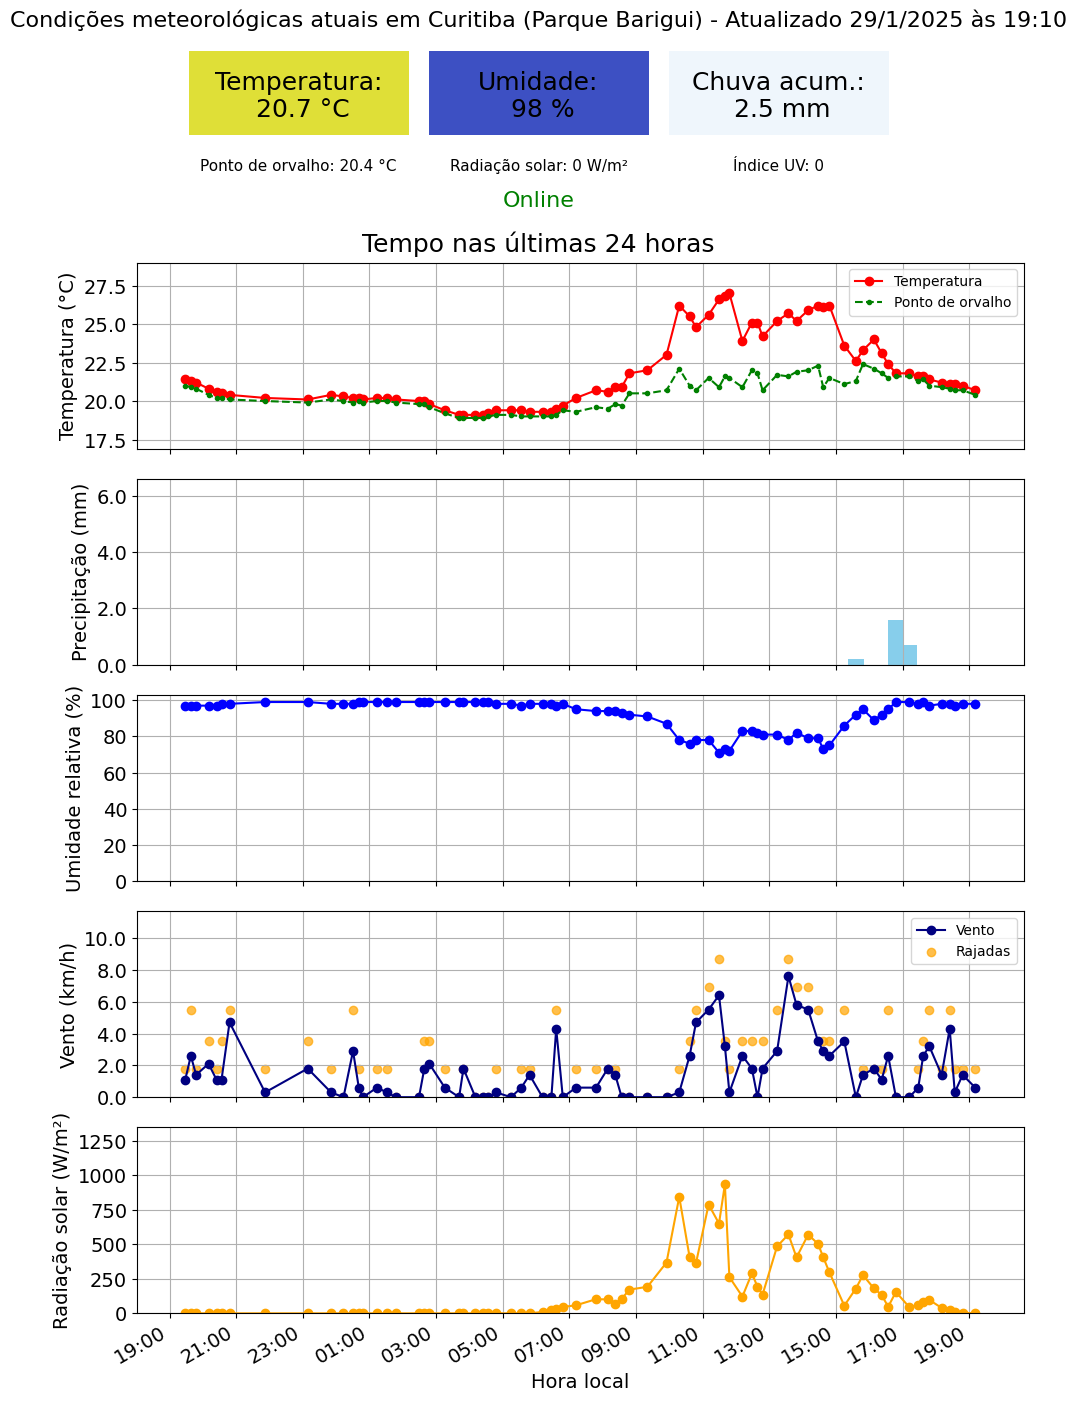 Condições meteorológicas atuais em Curitiba (Parque Barigui) - Atualizado 29/1/2025 às 19:10
Temperatura:
20.7 °C
Umidade:
98 %
Chuva acum.:
2.5 mm
Ponto de orvalho: 20.4 °C
Radiação solar: 0 W/m²
Índice UV: 0
Online
Tempo nas últimas 24 horas
Temperatura (°C)
27.5
25.0
22.5
20.0
17.5
Temperatura
Ponto de orvalho
Precipitação (mm)
6.0
4.0
2.0
0.0
Umidade relativa (%)
100
80
60
40
20
0
Vento (km/h)
10.0
8.0
6.0
4.0
2.0
0.0
Vento
Rajadas
Radiação solar (W/m²)
1250
1000
750
500
250
0
19:00
21:00
23:00
01:00
03:00
05:00
07:00
09:00
11:00
13:00
15:00
17:00
19:00
Hora local